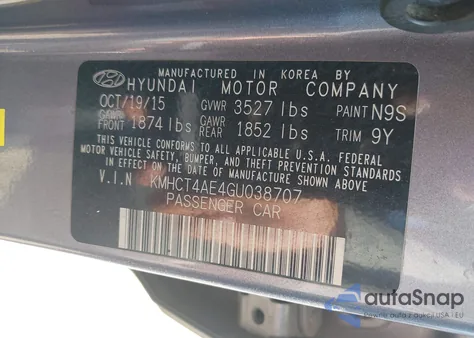 MANUFACTURED IN KOREA BY
HYUNDAI MOTOR COMPANY
OCT/19/15 GVWR 3527 lbs PAINT N9S
GAWR FRONT 1874 lbs GAWR REAR 1852 lbs TRIM 9Y
THIS VEHICLE CONFORMS TO ALL APPLICABLE U.S.A. FEDERAL
MOTOR VEHICLE SAFETY, BUMPER, AND THEFT PREVENTION STANDARDS
IN EFFECT ON THE DATE OF MANUFACTURE SHOWN ABOVE.
V.I.N KMHCT4AE4GU038707
PASSENGER CAR
autoSnap